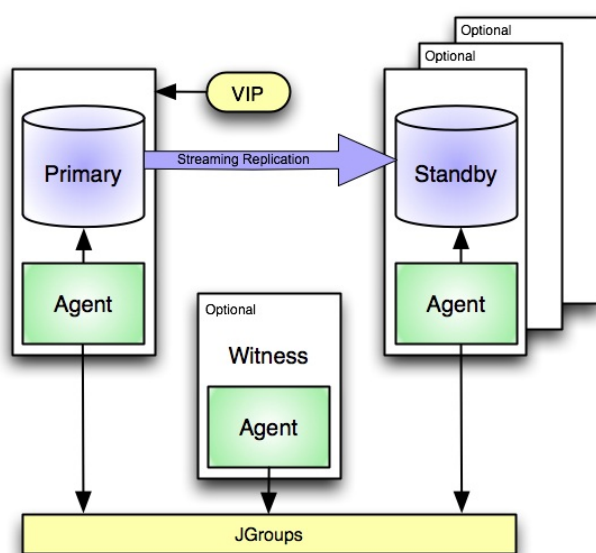 Optional
Optional
VIP
Primary
Streaming Replication
Standby
Agent
Agent
Optional
Witness
Agent
JGroups